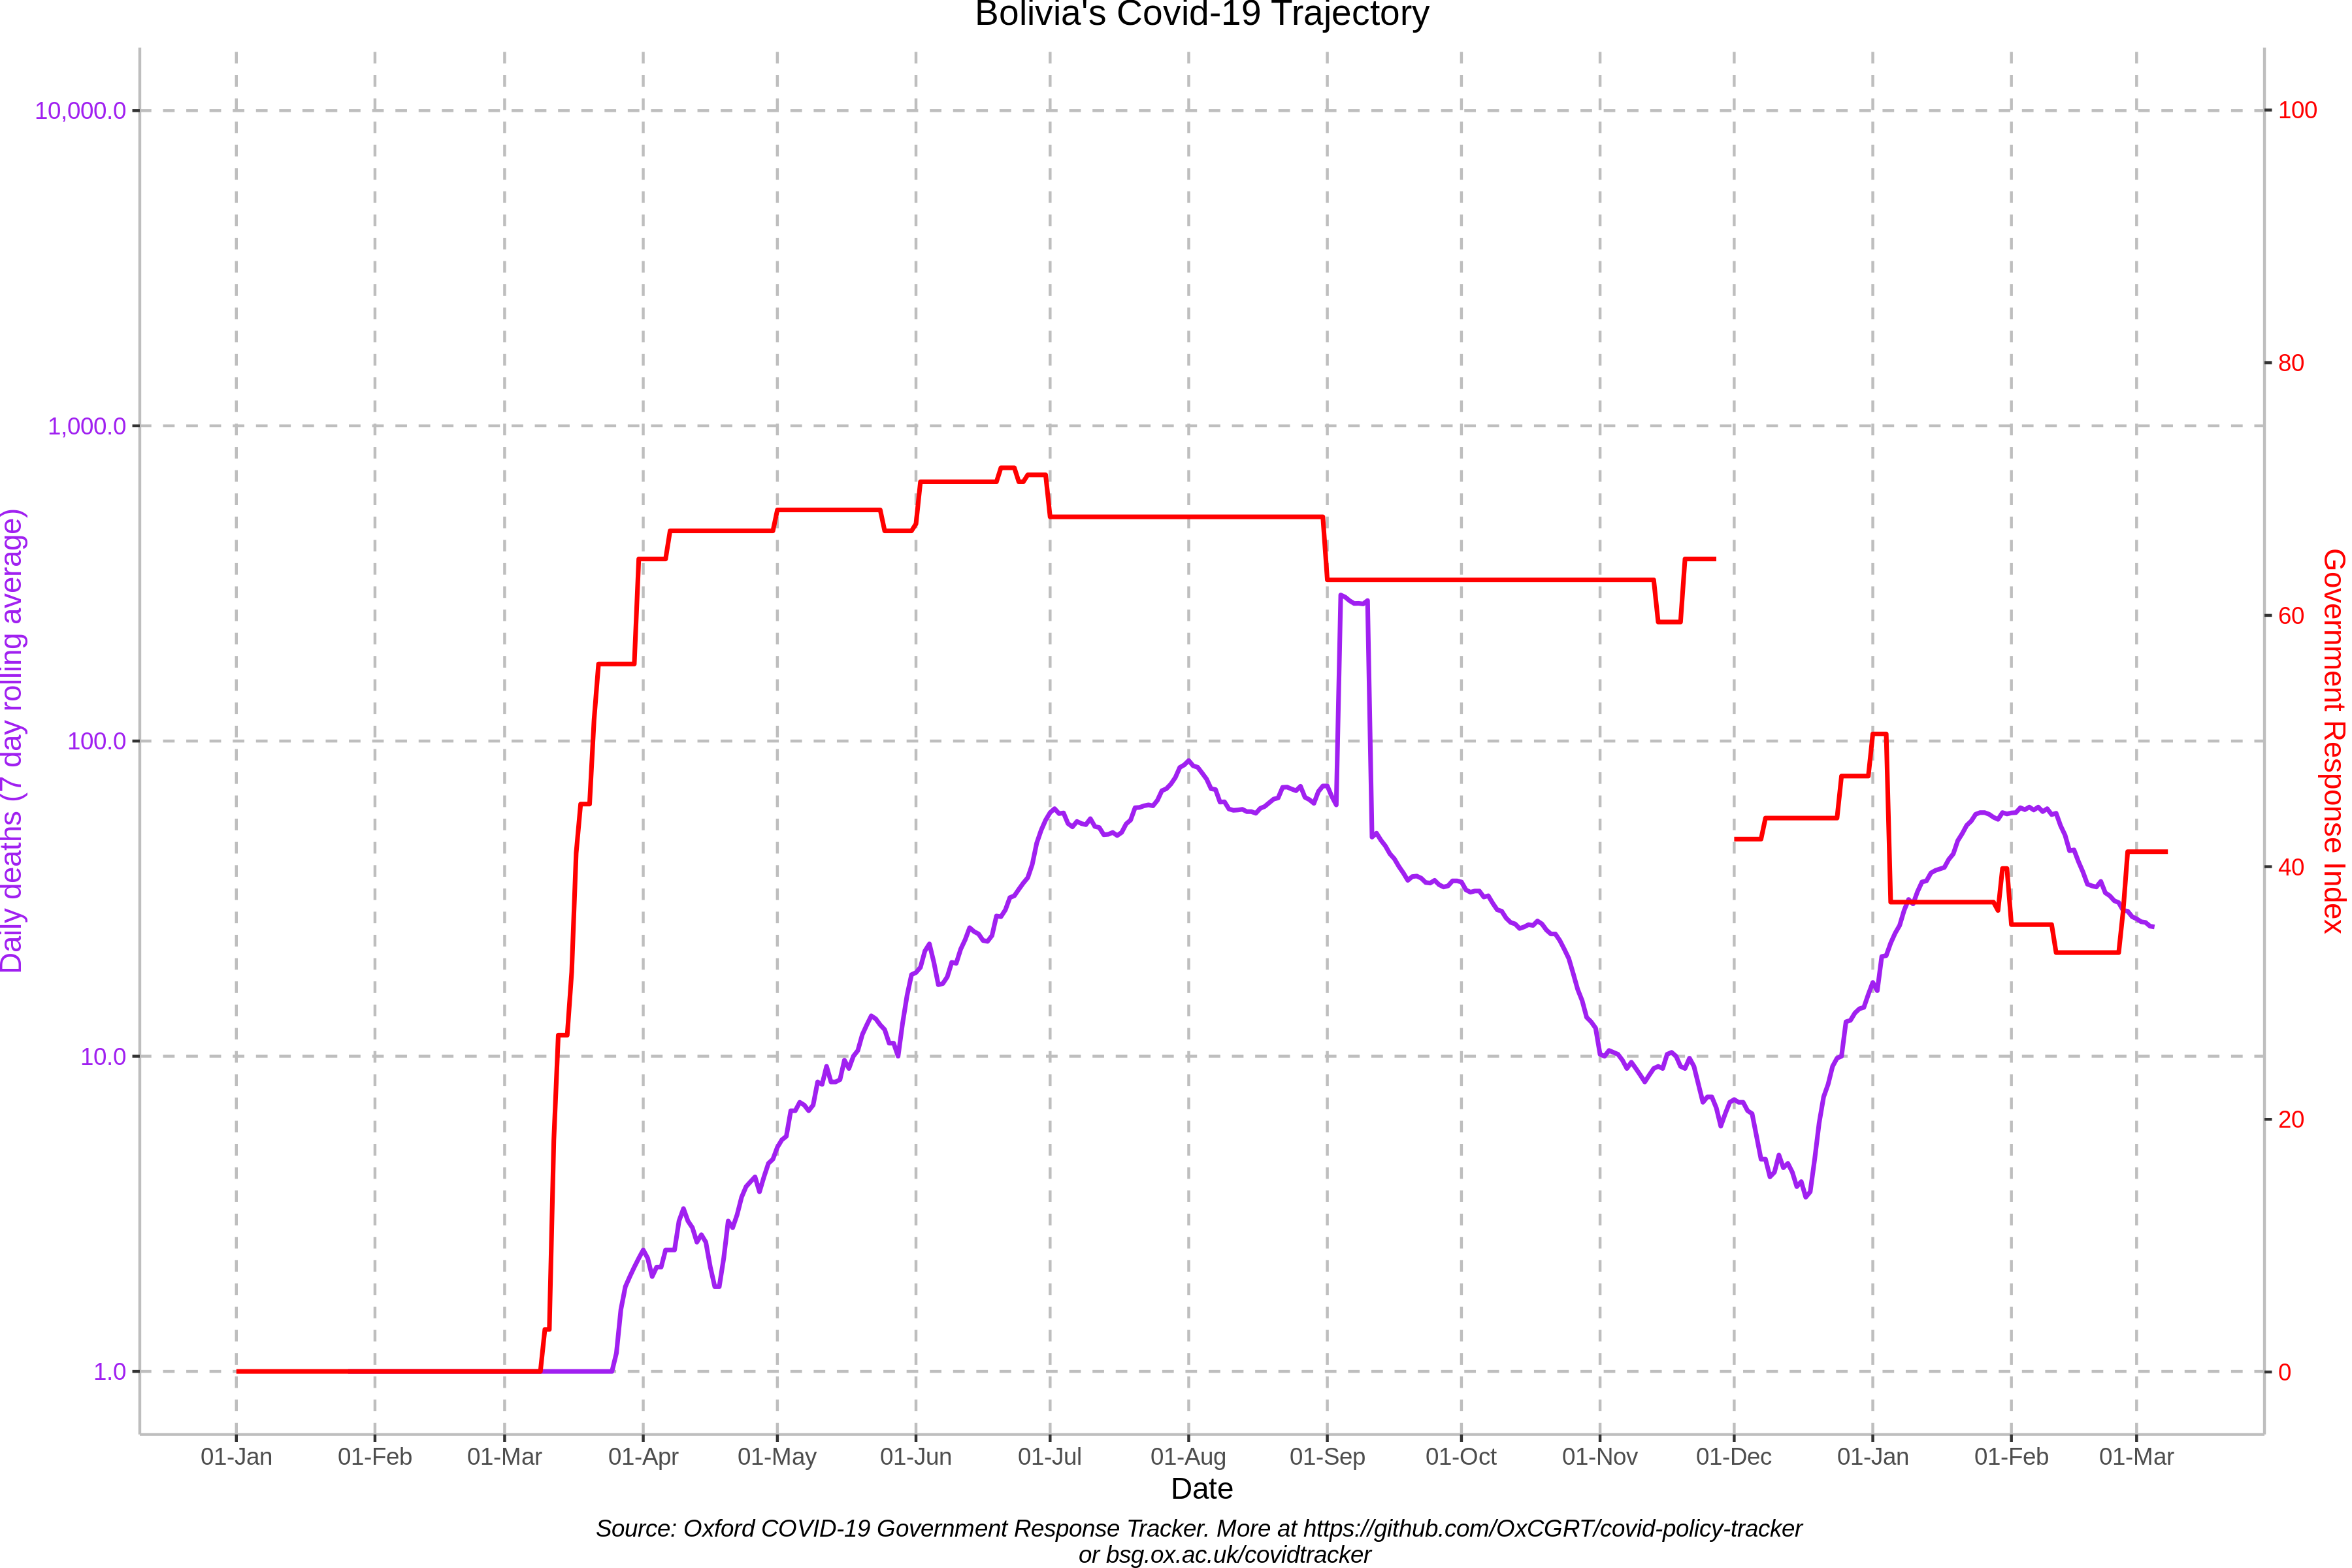 Bolivia's Covid-19 Trajectory
10,000.0
1,000.0
100.0
10.0
1.0
Daily deaths (7 day rolling average)
100
80
60
40
20
0
Government Response Index
01-Jan 01-Feb 01-Mar 01-Apr 01-May 01-Jun 01-Jul 01-Aug 01-Sep 01-Oct 01-Nov 01-Dec 01-Jan 01-Feb 01-Mar
Date
Source: Oxford COVID-19 Government Response Tracker. More at https://github.com/OxCGRT/covid-policy-tracker
or bsg.ox.ac.uk/covidtracker